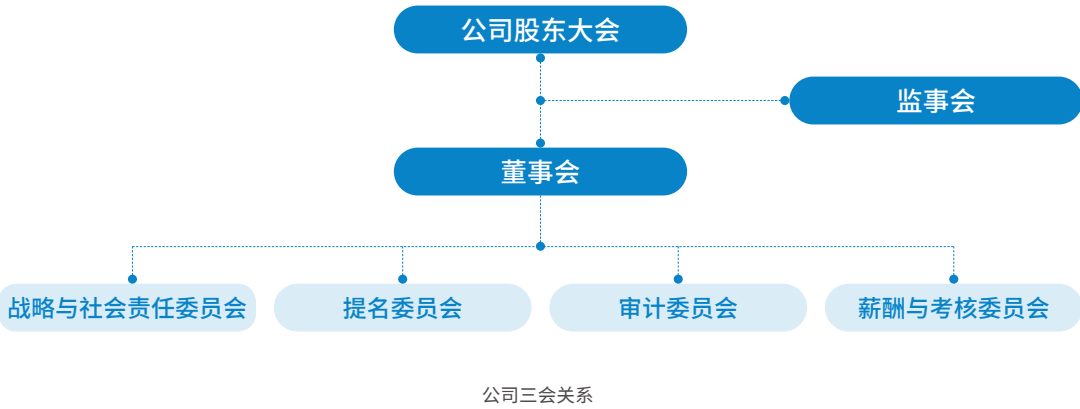 公司股东大会
监事会
董事会
战略与社会责任委员会
提名委员会
审计委员会
薪酬与考核委员会
公司三会关系